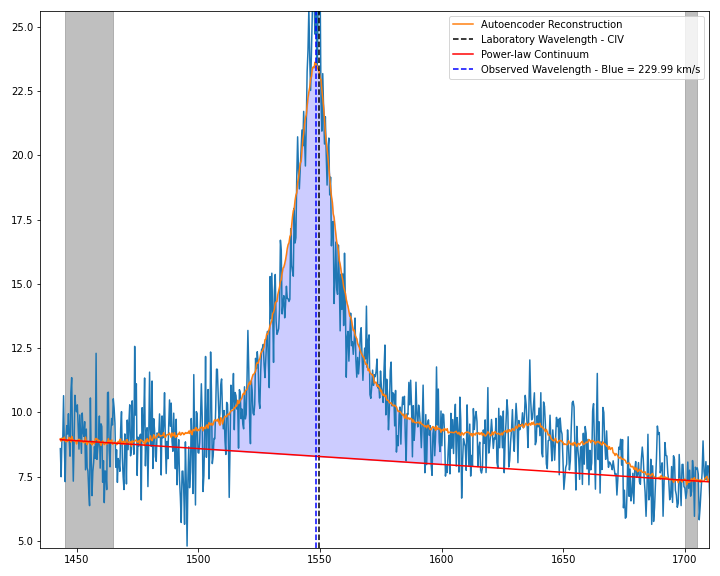 Autoencoder Reconstruction
Laboratory Wavelength - CIV
Power-law Continuum
Observed Wavelength - Blue = 229.99 km/s
25.0
22.5
20.0
17.5
15.0
12.5
10.0
7.5
5.0
1450 1500 1550 1600 1650 1700